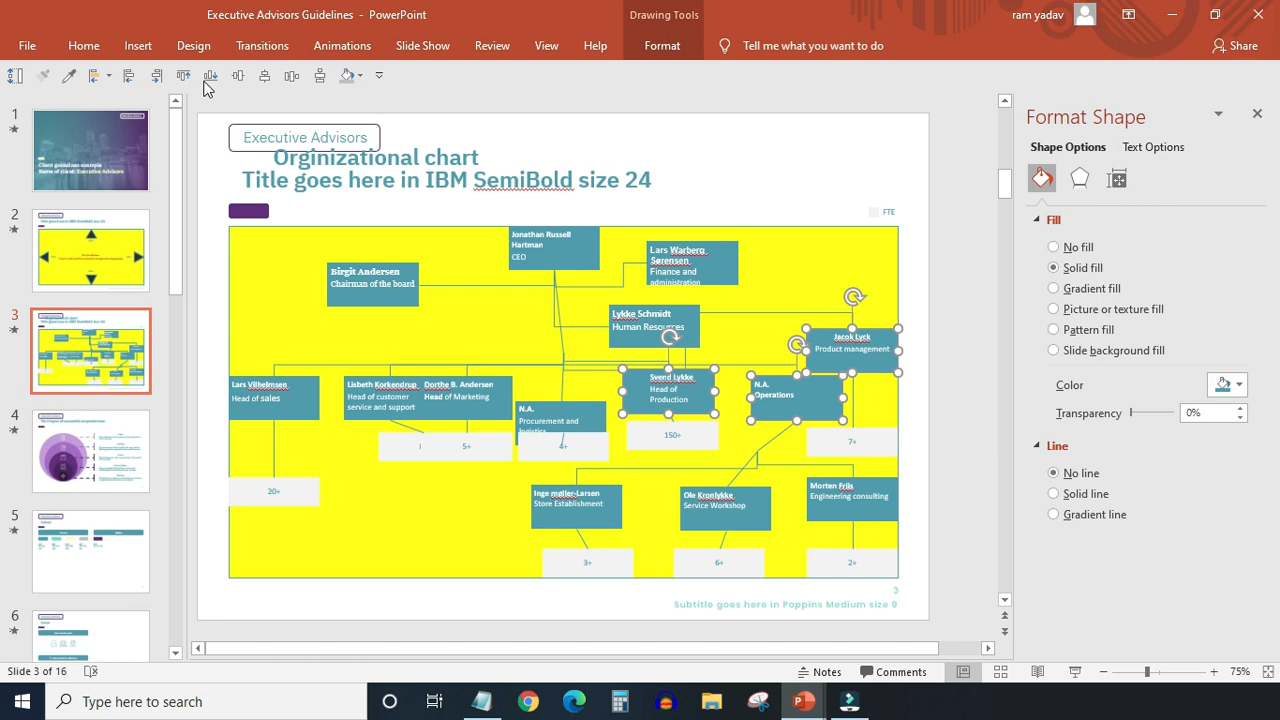 Executive Advisors Guidelines - PowerPoint
Drawing Tools
ram yadav
File
Home
Insert
Design
Transitions
Animations
Slide Show
Review
View
Help
Format
Tell me what you want to do
Share
1
2
3
4
5
6
Executive Advisors
Orginizational chart
Title goes here in IBM SemiBold size 24
FTE
Jonathan Russell
Hartman
CEO
Lars Warberg
Sørensen
Finance and
administration
Birgit Andersen
Chairman of the board
Lykke Schmidt
Human Resources
Jacok Lyck
Product management
Lars Vilhelmsen
Head of sales
Lisbeth Korkendrup
Head of customer
service and support
Dorthe B. Andersen
Head of Marketing
N.A.
Procurement and
logistics
Svend Lykke
Head of
Production
N.A.
Operations
I
5+
4+
150+
7+
20+
Inge møller-Larsen
Store Establishment
Ole Kronlykke
Service Workshop
Morten Friis
Engineering consulting
3+
6+
2+
3
Subtitle goes here in Poppins Medium size 9
Format Shape
Shape Options
Text Options
Fill
No fill
Solid fill
Gradient fill
Picture or texture fill
Pattern fill
Slide background fill
Color
Transparency
0%
Line
No line
Solid line
Gradient line
Slide 3 of 16
Notes
Comments
75%
Type here to search